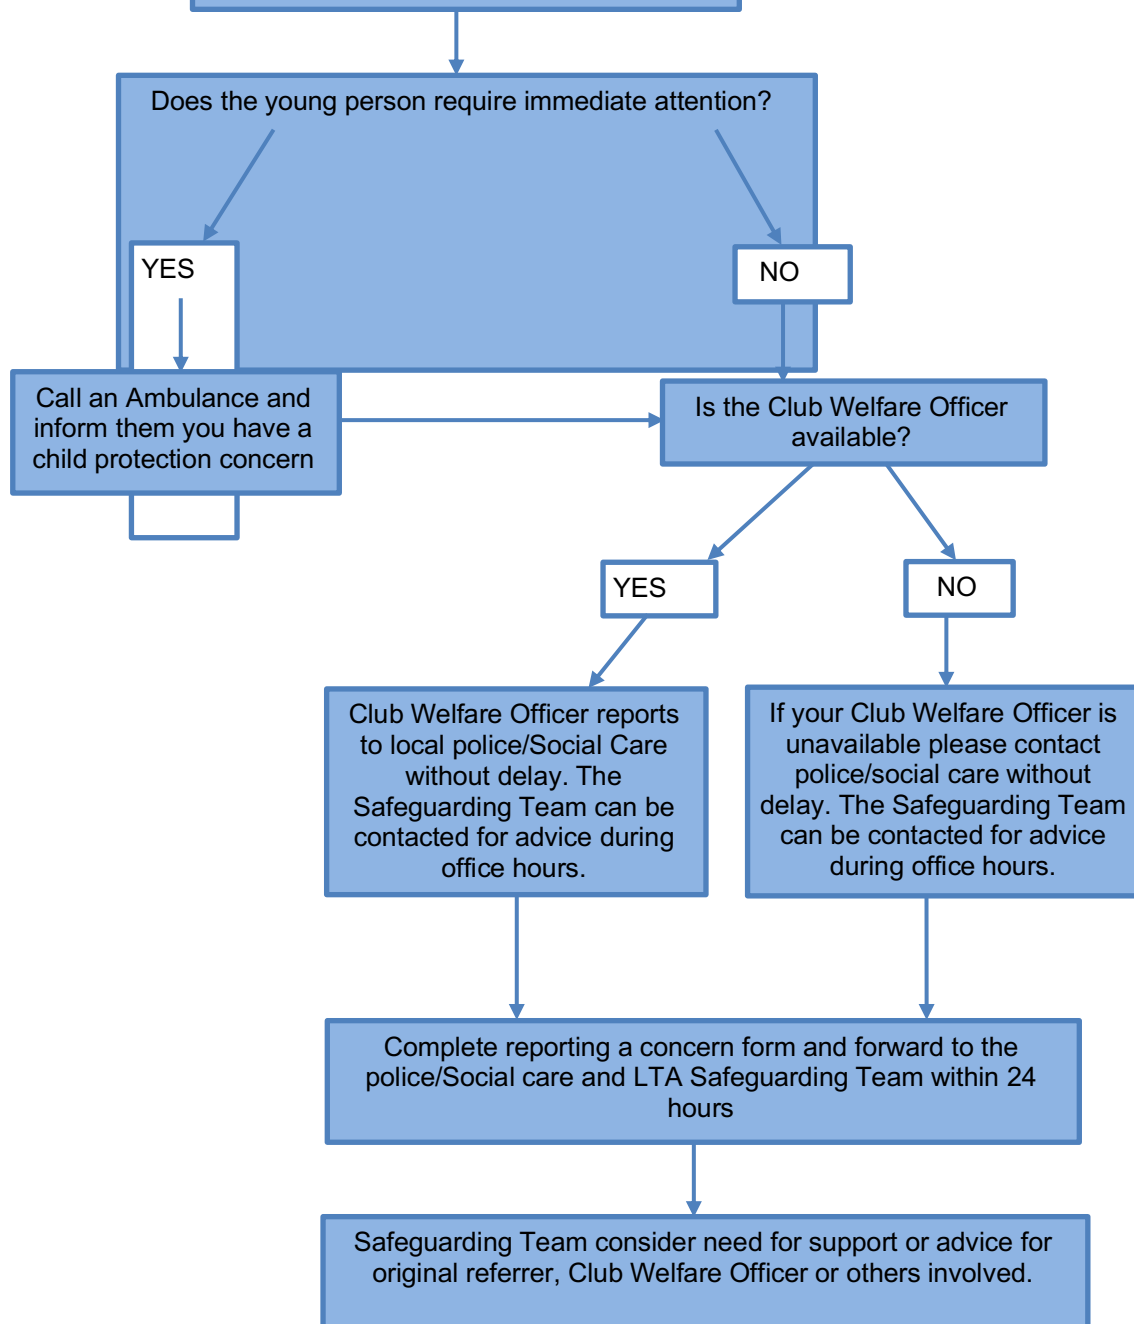 Does the young person require immediate attention?
YES
NO
Call an Ambulance and
inform them you have a
child protection concern
Is the Club Welfare Officer
available?
YES
NO
Club Welfare Officer reports
to local police/Social Care
without delay. The
Safeguarding Team can be
contacted for advice during
office hours.
If your Club Welfare Officer is
unavailable please contact
police/social care without
delay. The Safeguarding Team
can be contacted for advice
during office hours.
Complete reporting a concern form and forward to the
police/Social care and LTA Safeguarding Team within 24
hours
Safeguarding Team consider need for support or advice for
original referrer, Club Welfare Officer or others involved.